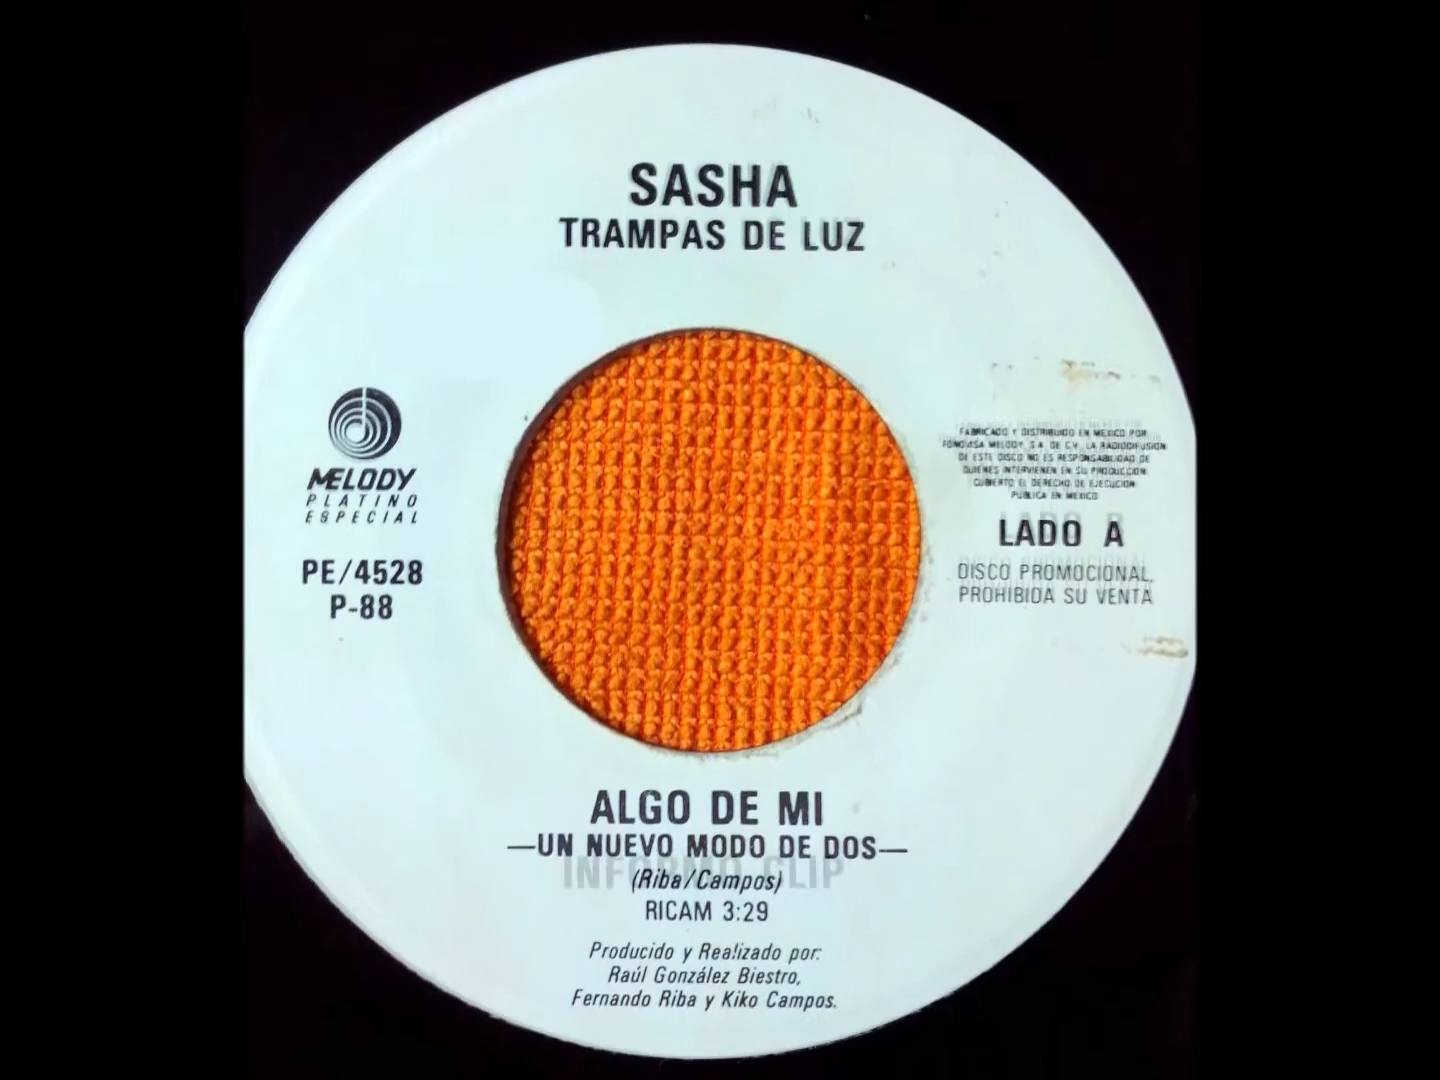 SASHA
TRAMPAS DE LUZ
MELODY
PLATINO
ESPECIAL
PE/4528
P-88
FABRICADO Y DISTRIBUIDO EN MEXICO POR
FONOVISA MELODY, S.A. DE C.V. LA RADIODIFUSION
DE ESTE DISCO NO ES RESPONSABILIDAD DE
QUIENES INTERVIENEN EN SU PRODUCCION
CUBIERTO EL DERECHO DE EJECUCION
PUBLICA EN MEXICO
LADO A
DISCO PROMOCIONAL,
PROHIBIDA SU VENTA
ALGO DE MI
—UN NUEVO MODO DE DOS—
(Riba/Campos)
RICAM 3:29
Producido y Realizado por:
Raúl González Biestro,
Fernando Riba y Kiko Campos.